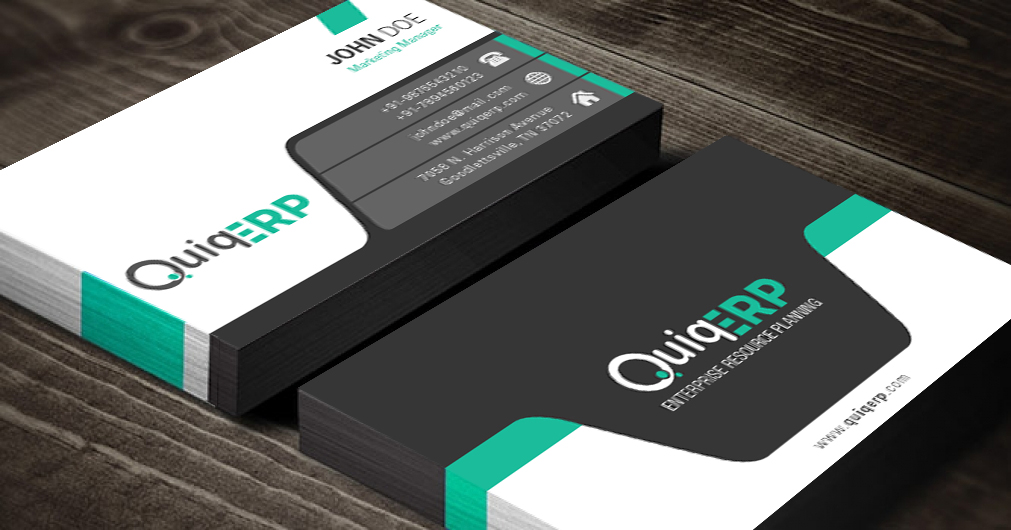 JOHN DOE
Marketing Manager
+91-9876543210
+91-7894560123
johndoe@mail.com
www.quiqerp.com
7058 N. Harrison Avenue
Goodlettsville, TN 37072
QuiqERP
QuiqERP
ENTERPRISE RESOURCE PLANNING
www.quiqerp.com